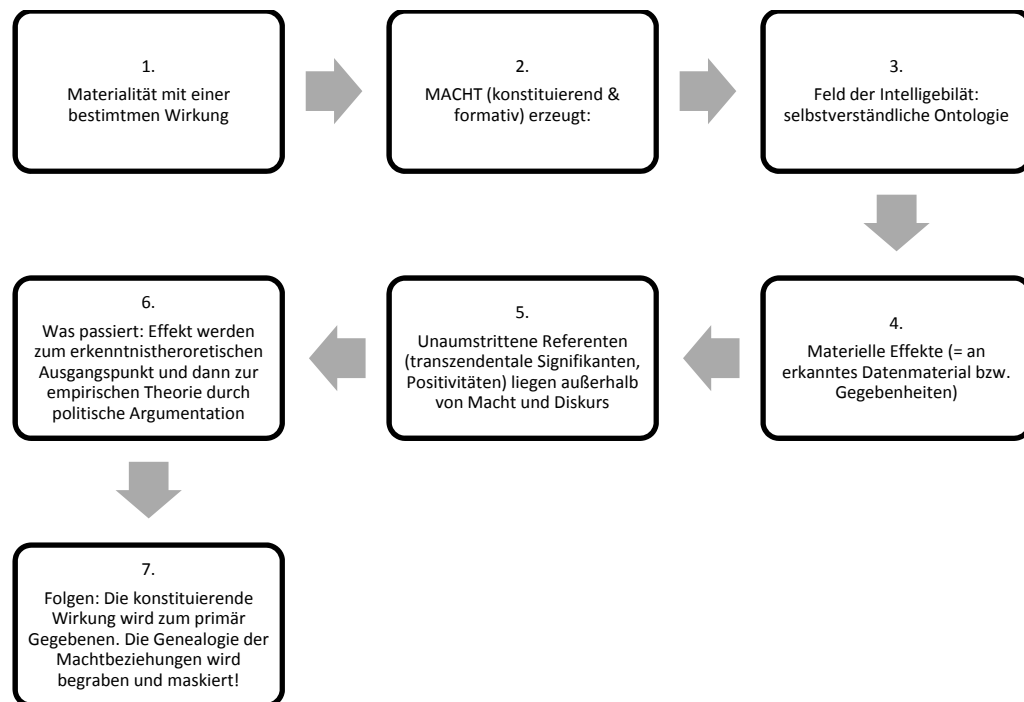 1.
Materialität mit einer
bestimtmen Wirkung
2.
MACHT (konstituierend &
formativ) erzeugt:
3.
Feld der Intelligebilät:
selbstverständliche Ontologie
4.
Materielle Effekte (= an
erkanntes Datenmaterial bzw.
Gegebenheiten)
5.
Unaumstrittene Referenten
(transzendentale Signifikanten,
Positivitäten) liegen außerhalb
von Macht und Diskurs
6.
Was passiert: Effekt werden
zum erkenntnistheroretischen
Ausgangspunkt und dann zur
empirischen Theorie durch
politische Argumentation
7.
Folgen: Die konstituierende
Wirkung wird zum primär
Gegebenen. Die Genealogie der
Machtbeziehungen wird
begraben und maskiert!